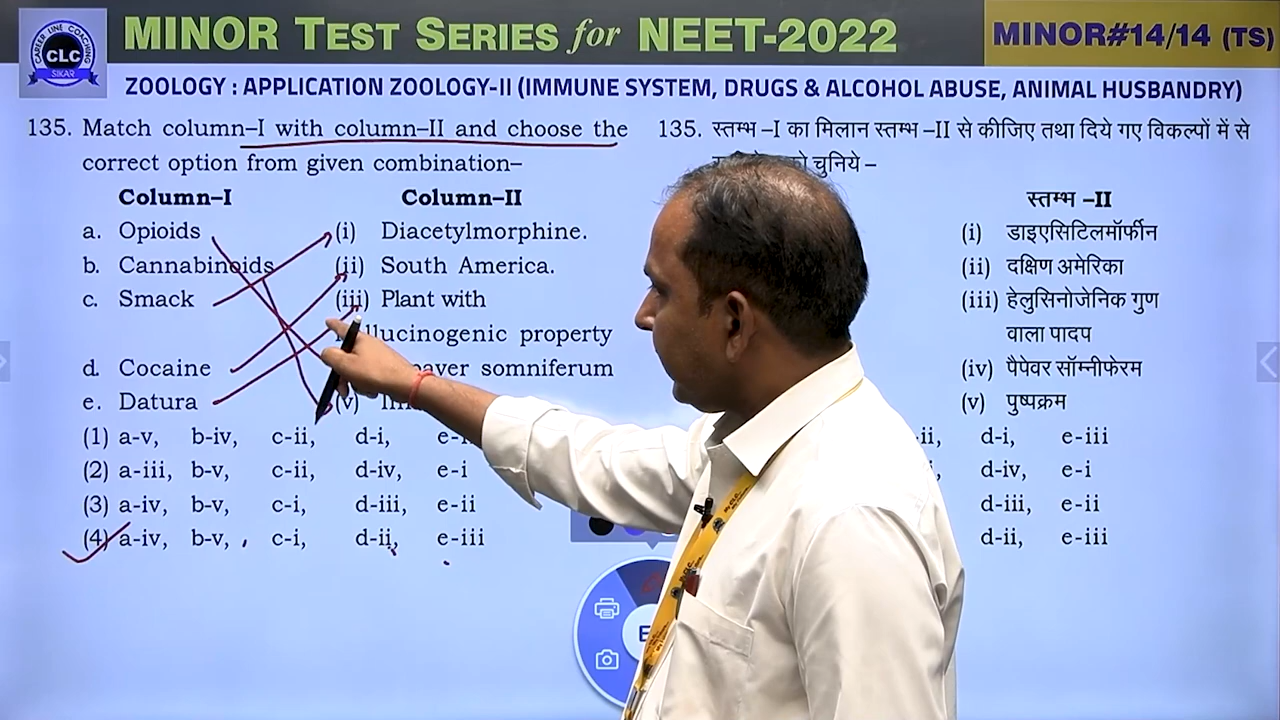 CAREER LINE COACHING
CLC
SIKAR
MINOR TEST SERIES for NEET-2022
MINOR#14/14 (TS)
ZOOLOGY : APPLICATION ZOOLOGY-II (IMMUNE SYSTEM, DRUGS & ALCOHOL ABUSE, ANIMAL HUSBANDRY)
135. Match column–I with column–II and choose the
correct option from given combination–
Column–I Column–II
a. Opioids (i) Diacetylmorphine.
b. Cannabinoids (ii) South America.
c. Smack (iii) Plant with
property
d. Cocaine somniferum
e. Datura (v)
(1) a-v, b-iv, c-ii, d-i,
(2) a-iii, b-v, c-ii, d-iv, e-i
(3) a-iv, b-v, c-i, d-iii, e-ii
(4) a-iv, b-v, c-i, d-ii, e-iii
135. स्तम्भ –I का मिलान स्तम्भ –II से कीजिए तथा दिये गए विकल्पों में से
चुनिये –
स्तम्भ –II
(i) डाइएसिटिलमॉर्फीन
(ii) दक्षिण अमेरिका
(iii) हेलुसिनोजेनिक गुण
वाला पादप
(iv) पैपेवर सॉम्नीफेरम
(v) पुष्पक्रम
d-i, e-iii
d-iv, e-i
d-iii, e-ii
d-ii, e-iii